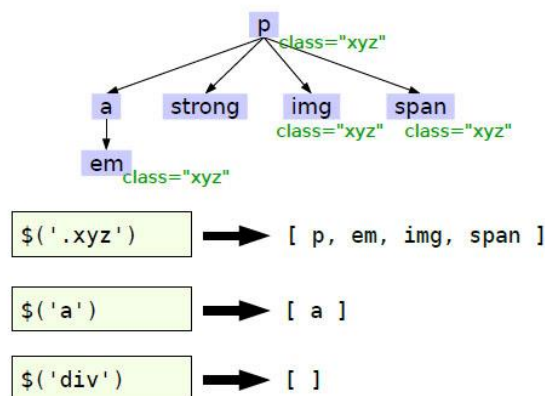 p
class="xyz"
a strong img span
class="xyz" class="xyz"
em
class="xyz"
$('.xyz') [ p, em, img, span ]
$('a') [ a ]
$('div') [ ]